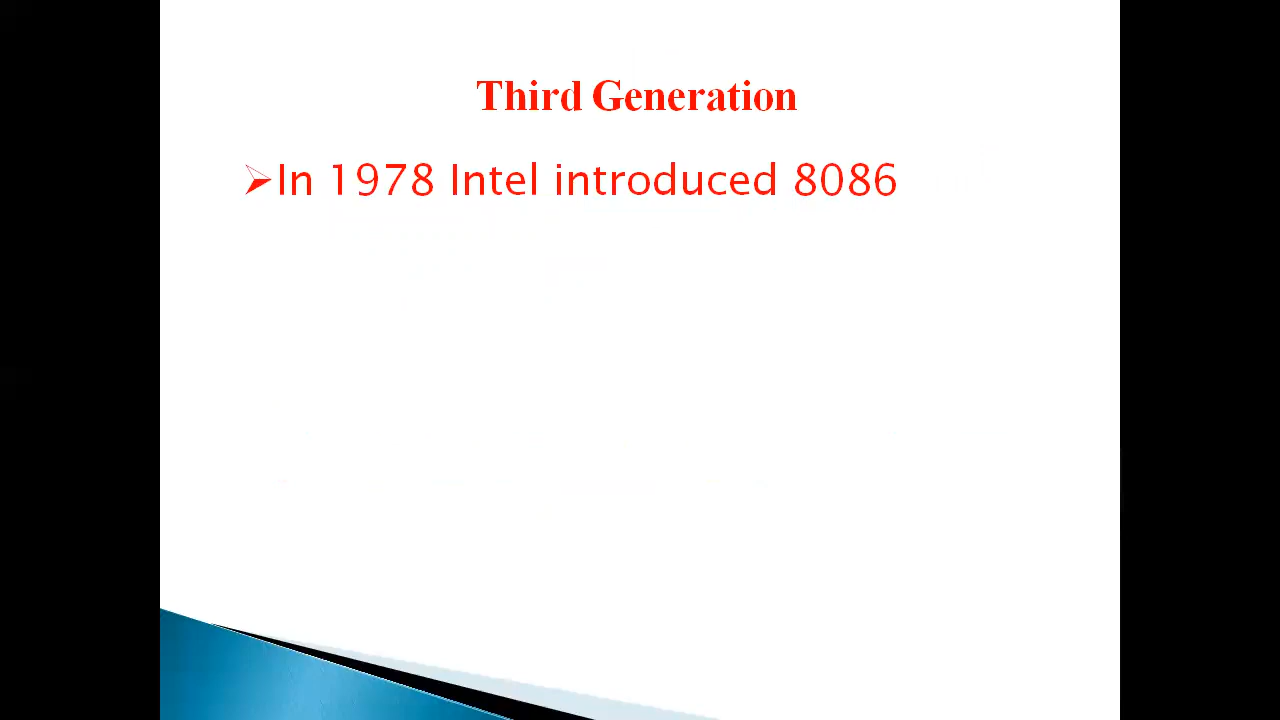 Third Generation
➢In 1978 Intel introduced 8086